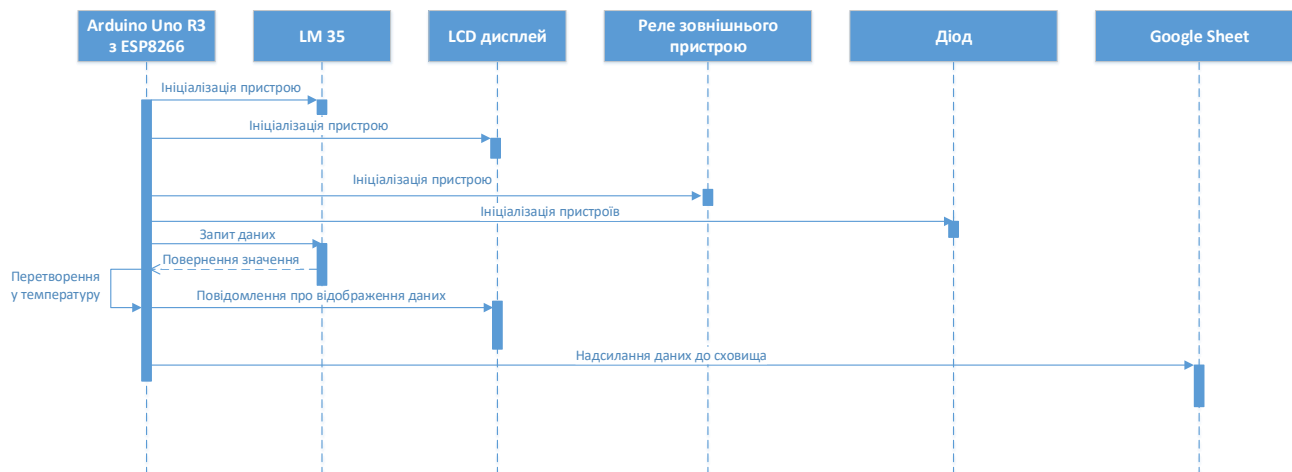 Arduino Uno R3
з ESP8266
LM 35
LCD дисплей
Реле зовнішнього
пристрою
Діод
Google Sheet
Ініціалізація пристрою
Ініціалізація пристрою
Ініціалізація пристрою
Ініціалізація пристроїв
Запит даних
Повернення значення
Перетворення
у температуру
Повідомлення про відображення даних
Надсилання даних до сховища